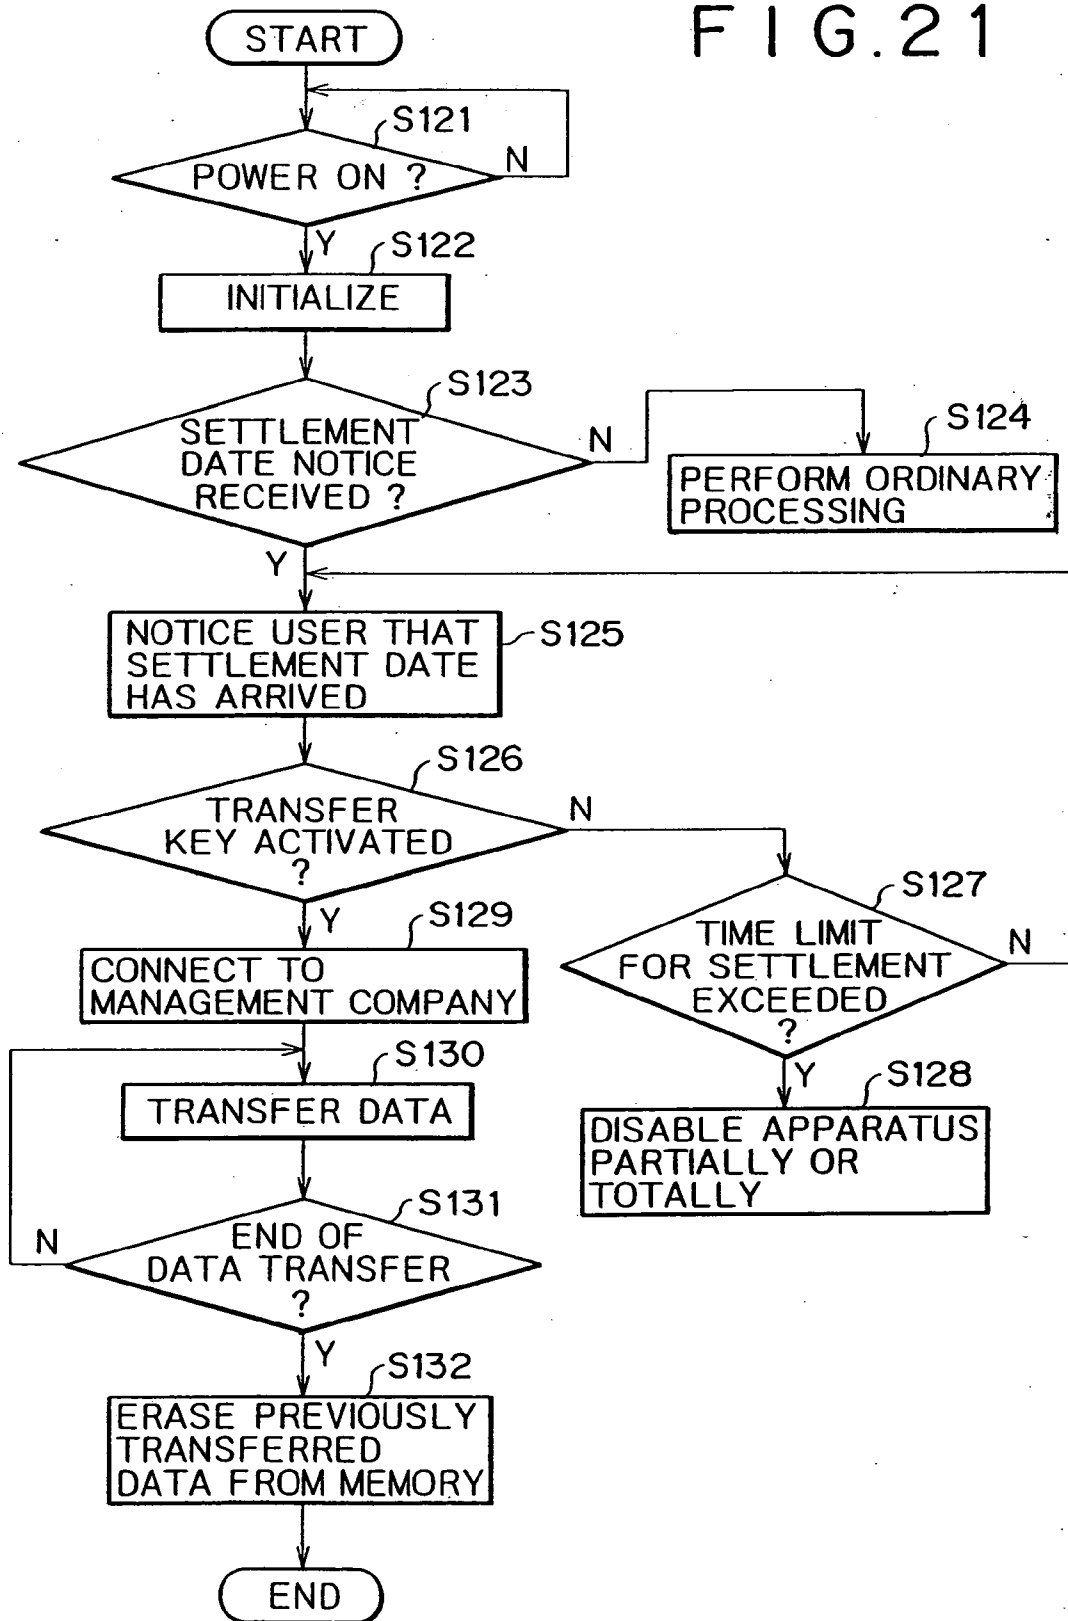 FIG.21
START
S121
POWER ON ?
N
Y
S122
INITIALIZE
S123
SETTLEMENT
DATE NOTICE
RECEIVED ?
N
S124
PERFORM ORDINARY
PROCESSING
Y
NOTICE USER THAT
SETTLEMENT DATE
HAS ARRIVED
S125
S126
TRANSFER
KEY ACTIVATED
?
N
S127
TIME LIMIT
FOR SETTLEMENT
EXCEEDED
?
N
Y
S128
DISABLE APPARATUS
PARTIALLY OR
TOTALLY
Y
S129
CONNECT TO
MANAGEMENT COMPANY
S130
TRANSFER DATA
S131
END OF
DATA TRANSFER
?
N
Y
S132
ERASE PREVIOUSLY
TRANSFERRED
DATA FROM MEMORY
END